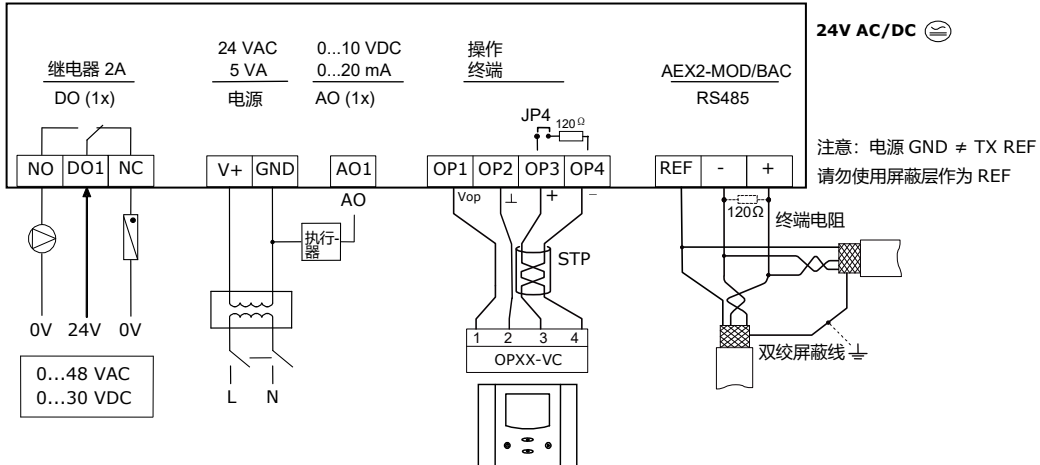 24V AC/DC
继电器 2A
DO (1x)
24 VAC
5 VA
电源
0...10 VDC
0...20 mA
AO (1x)
操作
终端
AEX2-MOD/BAC
RS485
JP4
120Ω
NO DO1 NC
V+ GND
AO1
OP1 OP2 OP3 OP4
REF - +
注意：电源 GND ≠ TX REF
请勿使用屏蔽层作为 REF
AO
Vop ⊥ + −
120Ω
终端电阻
执行-
器
STP
0V 24V 0V
0...48 VAC
0...30 VDC
L N
1 2 3 4
OPXX-VC
双绞屏蔽线